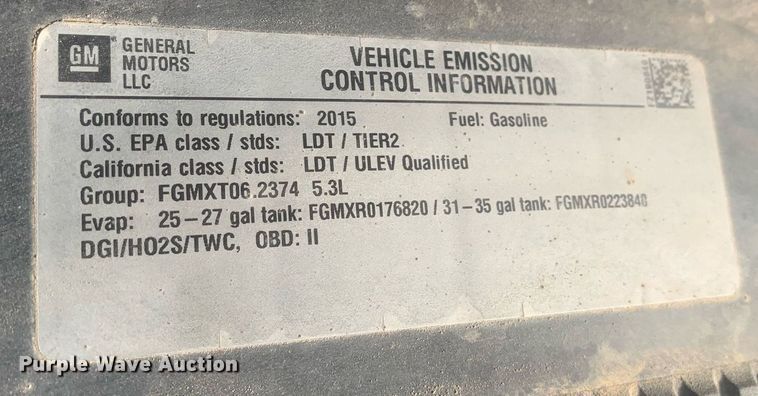 GM GENERAL
MOTORS
LLC
VEHICLE EMISSION
CONTROL INFORMATION
Conforms to regulations: 2015 Fuel: Gasoline
U.S. EPA class / stds: LDT / TIER2
California class / stds: LDT / ULEV Qualified
Group: FGMXT06.2374 5.3L
Evap: 25-27 gal tank: FGMXR0176820 / 31-35 gal tank: FGMXR0223840
DGI/HO2S/TWC, OBD: II
Purple Wave Auction